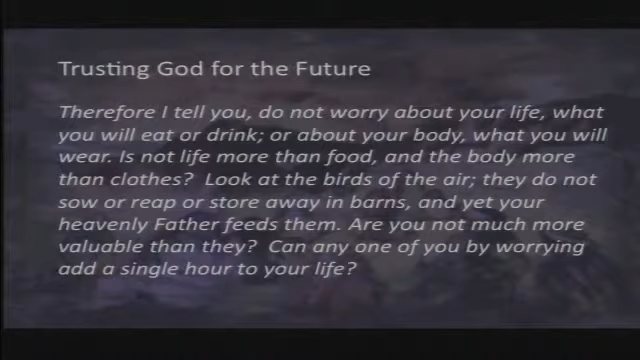 Trusting God for the Future
Therefore I tell you, do not worry about your life, what
you will eat or drink; or about your body, what you will
wear. Is not life more than food, and the body more
than clothes?  Look at the birds of the air; they do not
sow or reap or store away in barns, and yet your
heavenly Father feeds them. Are you not much more
valuable than they?  Can any one of you by worrying
add a single hour to your life?